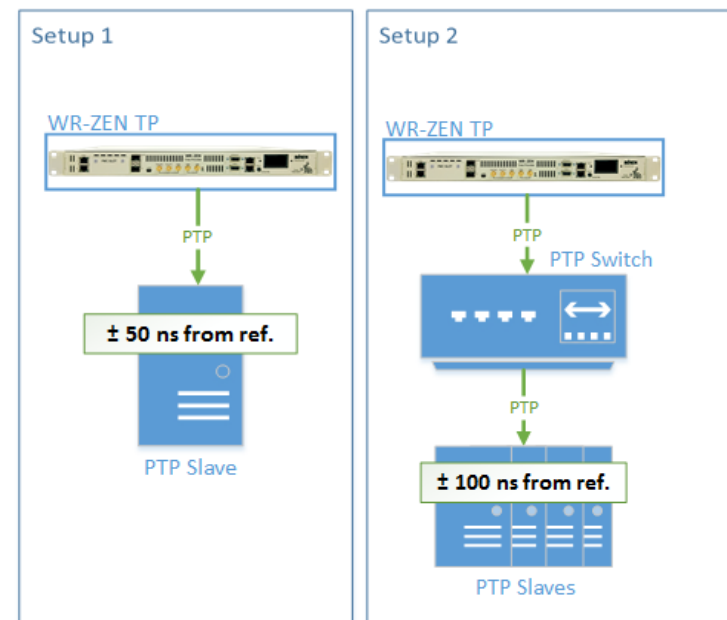 Setup 1
WR-ZEN TP
PTP
± 50 ns from ref.
PTP Slave
Setup 2
WR-ZEN TP
PTP
PTP Switch
PTP
± 100 ns from ref.
PTP Slaves